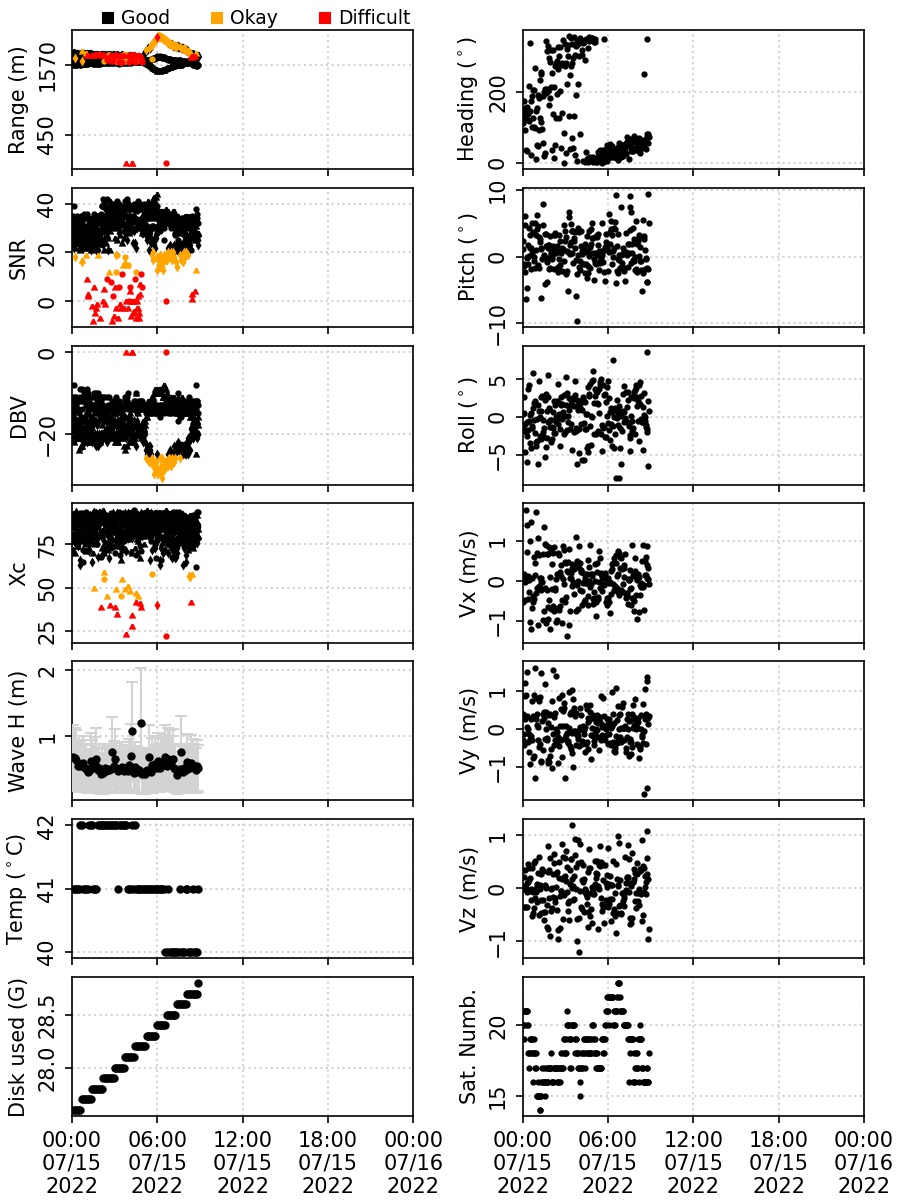 Good Okay Difficult
Range (m)
1570
450
Heading (°)
200
0
SNR
40
20
0
Pitch (°)
10
0
−10
DBV
0
−20
Roll (°)
5
0
−5
Xc
75
50
25
Vx (m/s)
1
0
−1
Wave H (m)
2
1
Vy (m/s)
1
0
−1
Temp (°C)
42
41
40
Vz (m/s)
1
0
−1
Disk used (G)
28.5
28.0
Sat. Numb.
20
15
00:00 06:00 12:00 18:00 00:00
07/15 07/15 07/15 07/15 07/16
2022 2022 2022 2022 2022
00:00 06:00 12:00 18:00 00:00
07/15 07/15 07/15 07/15 07/16
2022 2022 2022 2022 2022